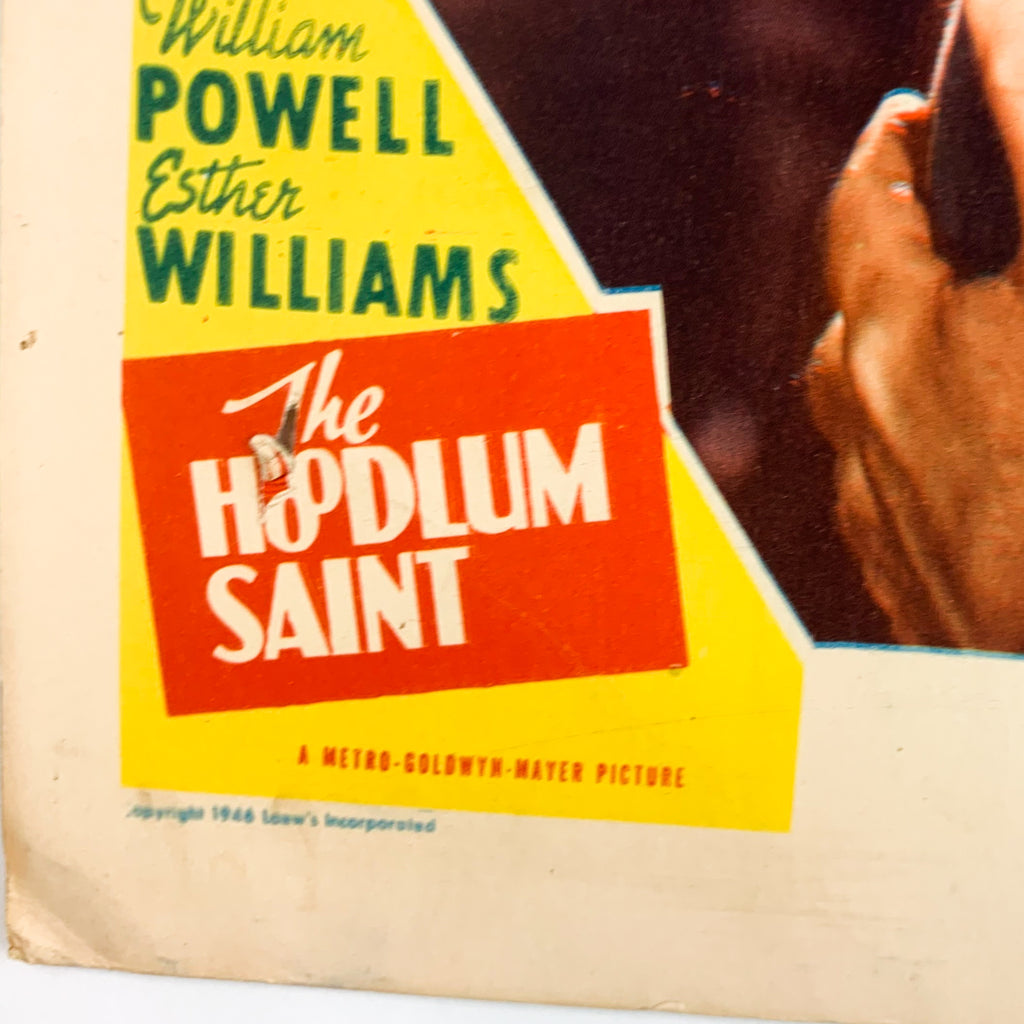 William
POWELL
Esther
WILLIAMS
The
HOODLUM
SAINT
A METRO-GOLDWYN-MAYER PICTURE
opyright 1946 Loew's Incorporated